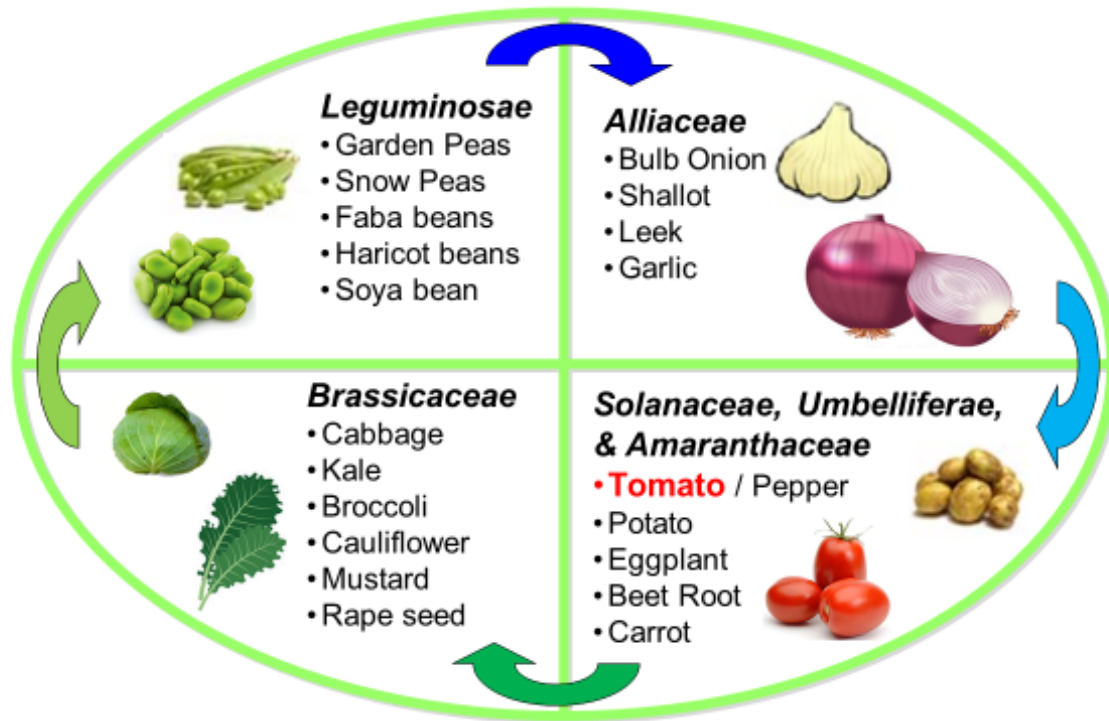 Leguminosae
• Garden Peas
• Snow Peas
• Faba beans
• Haricot beans
• Soya bean
Alliaceae
• Bulb Onion
• Shallot
• Leek
• Garlic
Brassicaceae
• Cabbage
• Kale
• Broccoli
• Cauliflower
• Mustard
• Rape seed
Solanaceae, Umbelliferae,
& Amaranthaceae
• Tomato / Pepper
• Potato
• Eggplant
• Beet Root
• Carrot